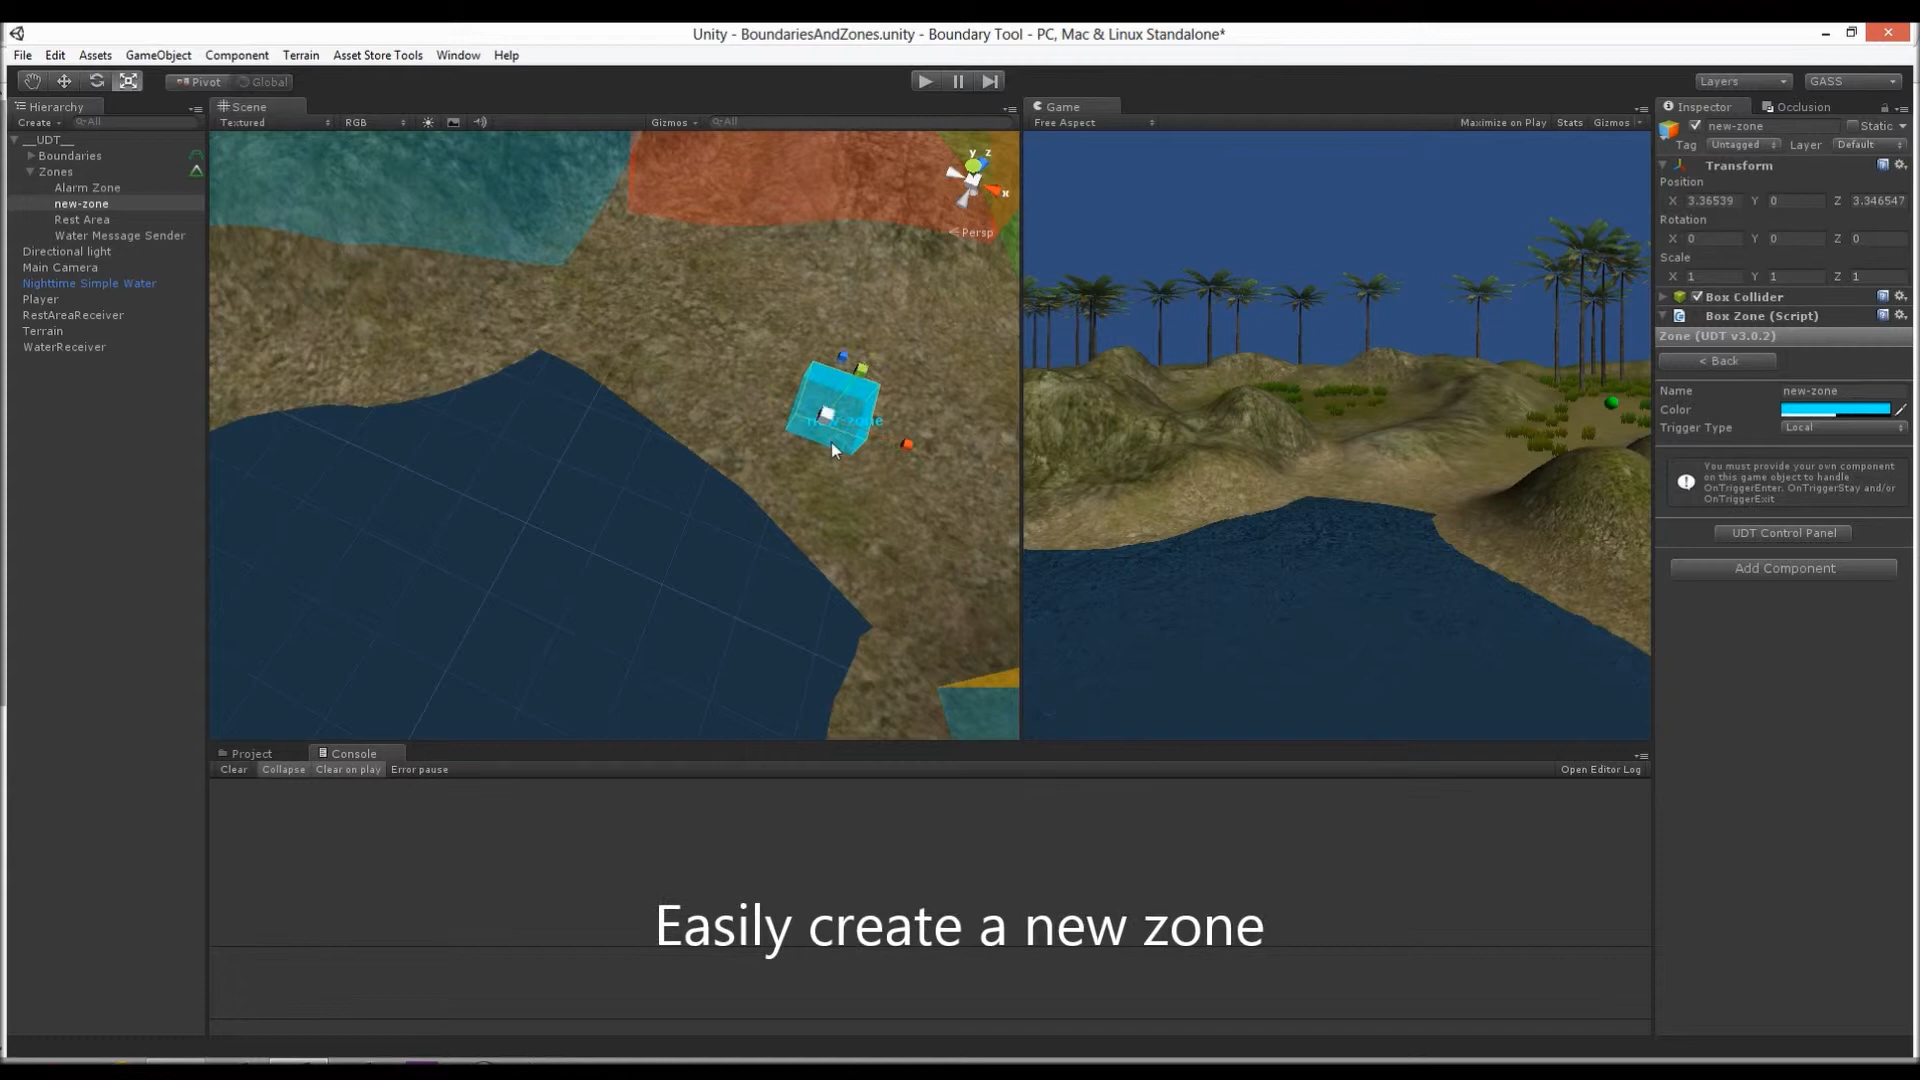 Unity - BoundariesAndZones.unity - Boundary Tool - PC, Mac & Linux Standalone*
File Edit Assets GameObject Component Terrain Asset Store Tools Window Help
Pivot Global
Layers
GASS
Hierarchy
Create All
__UDT__
Boundaries
Zones
Alarm Zone
new-zone
Rest Area
Water Message Sender
Directional light
Main Camera
Nighttime Simple Water
Player
RestAreaReceiver
Terrain
WaterReceiver
Scene
Textured RGB Gizmos All
y z
x
Persp
new-zone
Game
Free Aspect Maximize on Play Stats Gizmos
Project Console
Clear Collapse Clear on play Error pause Open Editor Log
Inspector Occlusion
new-zone Static
Tag Untagged Layer Default
Transform
Position
X 3.36539 Y 0 Z 3.346547
Rotation
X 0 Y 0 Z 0
Scale
X 1 Y 1 Z 1
Box Collider
Box Zone (Script)
Zone (UDT v3.0.2)
< Back
Name new-zone
Color
Trigger Type Local
You must provide your own component
on this game object to handle
OnTriggerEnter, OnTriggerStay and/or
OnTriggerExit
UDT Control Panel
Add Component
Easily create a new zone